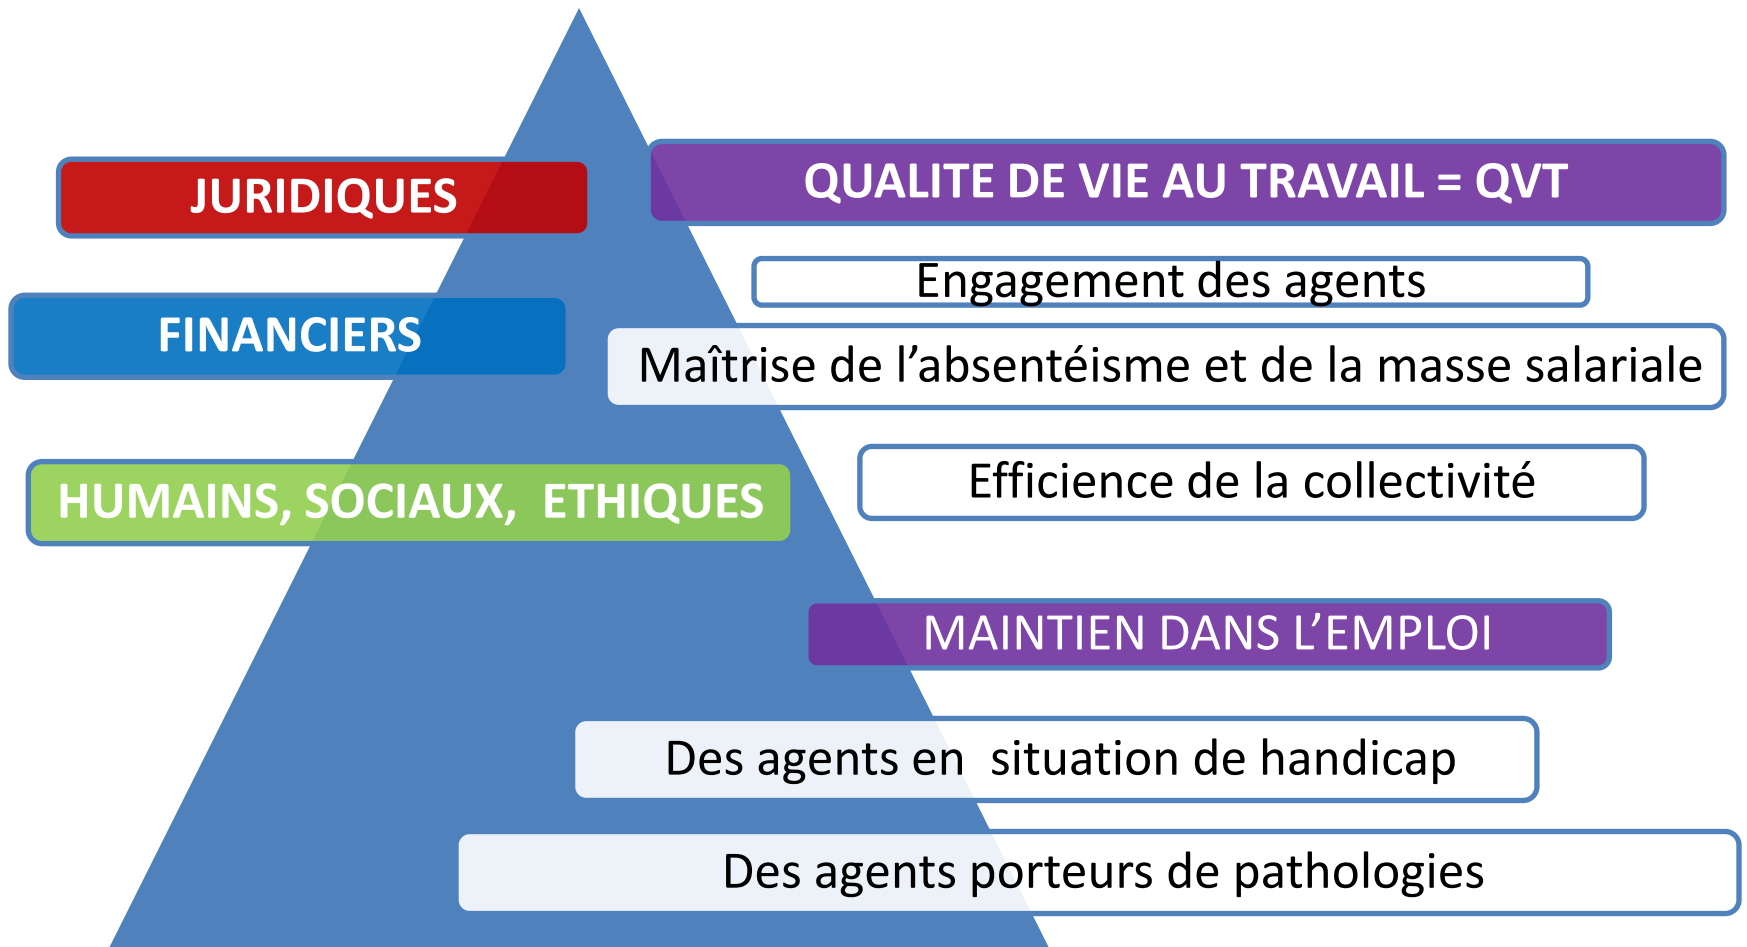 JURIDIQUES
FINANCIERS
HUMAINS, SOCIAUX,  ETHIQUES
QUALITE DE VIE AU TRAVAIL = QVT
Engagement des agents
Maîtrise de l’absentéisme et de la masse salariale
Efficience de la collectivité
MAINTIEN DANS L’EMPLOI
Des agents en  situation de handicap
Des agents porteurs de pathologies